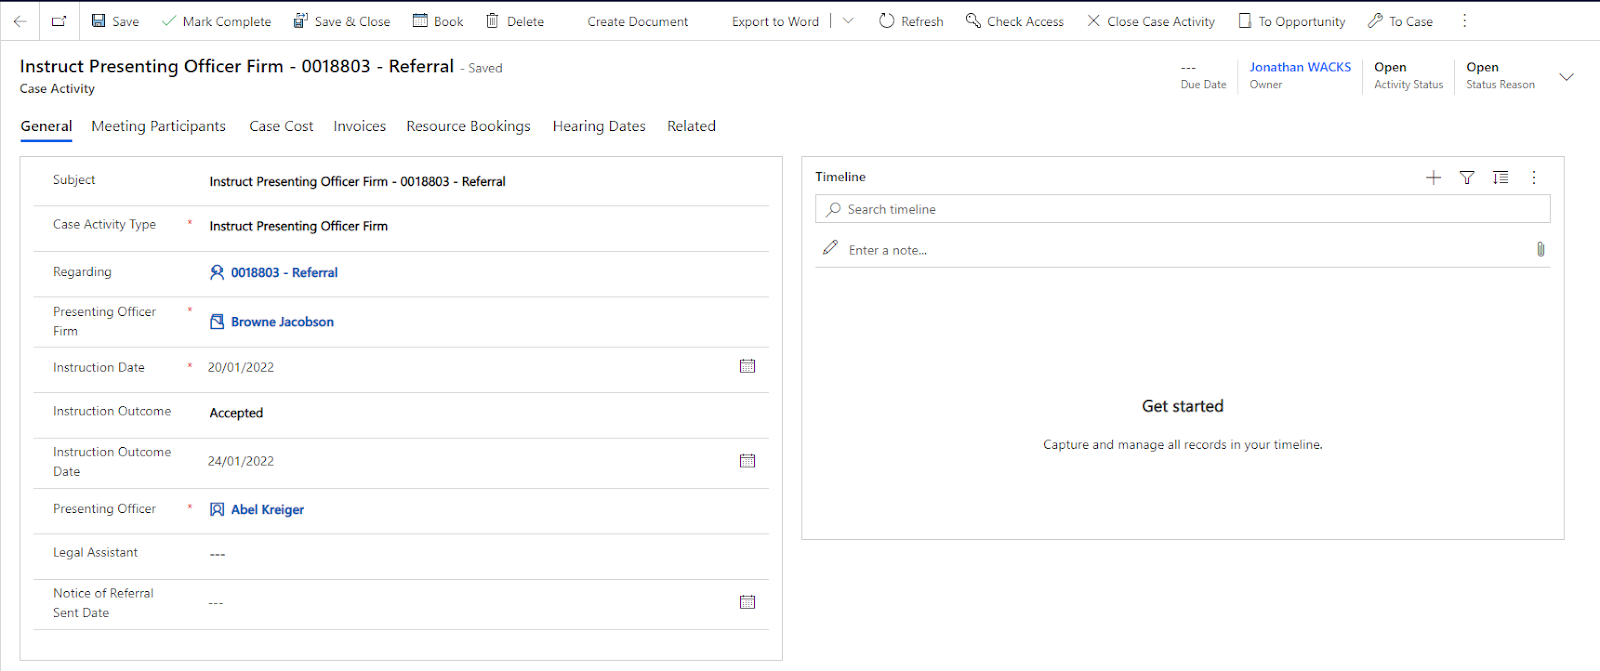 Save Mark Complete Save & Close Book Delete Create Document Export to Word Refresh Check Access Close Case Activity To Opportunity To Case
Instruct Presenting Officer Firm - 0018803 - Referral - Saved
Case Activity
--- Due Date
Jonathan WACKS Owner
Open Activity Status
Open Status Reason
General Meeting Participants Case Cost Invoices Resource Bookings Hearing Dates Related
Subject Instruct Presenting Officer Firm - 0018803 - Referral
Case Activity Type * Instruct Presenting Officer Firm
Regarding 0018803 - Referral
Presenting Officer
Firm * Browne Jacobson
Instruction Date * 20/01/2022
Instruction Outcome Accepted
Instruction Outcome
Date 24/01/2022
Presenting Officer * Abel Kreiger
Legal Assistant ---
Notice of Referral
Sent Date ---
Timeline
Search timeline
Enter a note...
Get started
Capture and manage all records in your timeline.